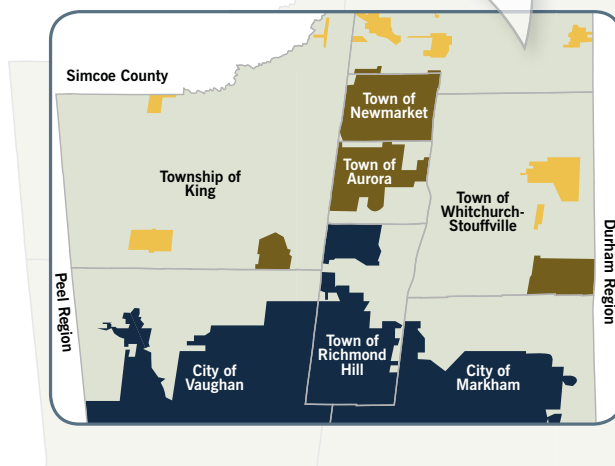 Simcoe County
Town of
Newmarket
Township of
King
Town of
Aurora
Town of
Whitchurch-
Stouffville
Peel Region
Durham Region
City of
Vaughan
Town of
Richmond
Hill
City of
Markham